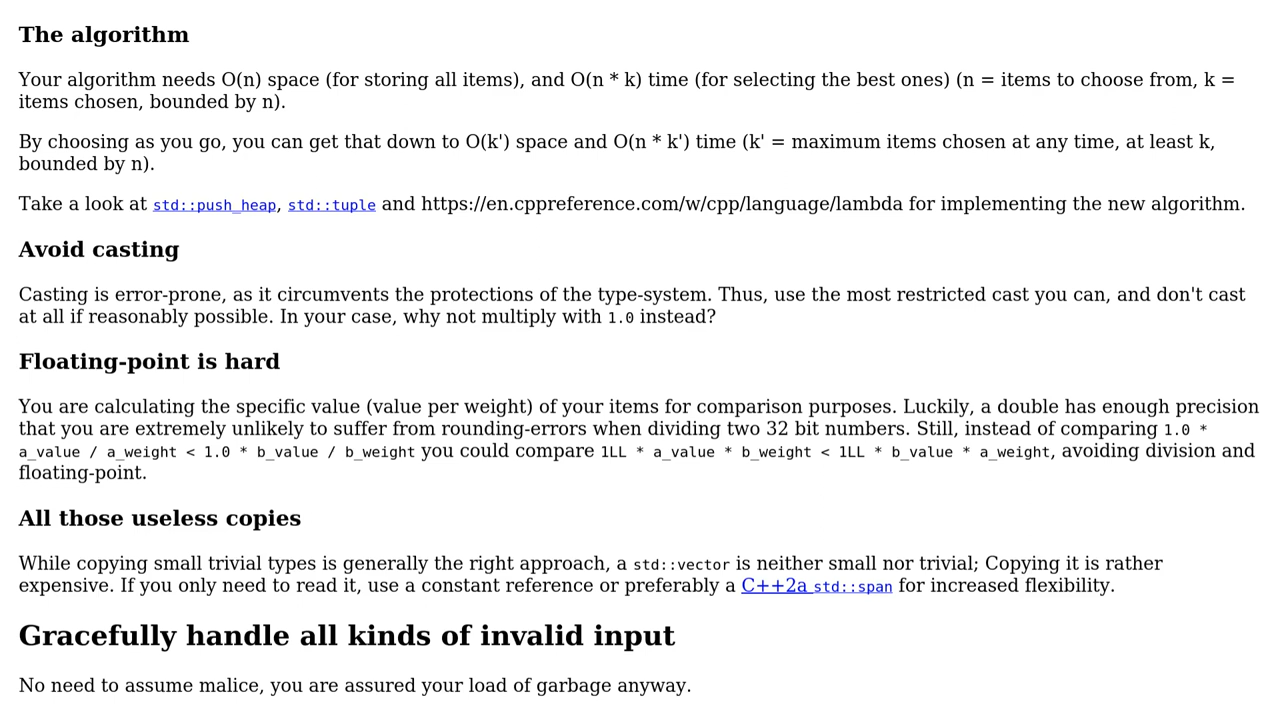 The algorithm
Your algorithm needs O(n) space (for storing all items), and O(n * k) time (for selecting the best ones) (n = items to choose from, k =
items chosen, bounded by n).
By choosing as you go, you can get that down to O(k') space and O(n * k') time (k' = maximum items chosen at any time, at least k,
bounded by n).
Take a look at std::push_heap, std::tuple and https://en.cppreference.com/w/cpp/language/lambda for implementing the new algorithm.
Avoid casting
Casting is error-prone, as it circumvents the protections of the type-system. Thus, use the most restricted cast you can, and don't cast
at all if reasonably possible. In your case, why not multiply with 1.0 instead?
Floating-point is hard
You are calculating the specific value (value per weight) of your items for comparison purposes. Luckily, a double has enough precision
that you are extremely unlikely to suffer from rounding-errors when dividing two 32 bit numbers. Still, instead of comparing 1.0 *
a_value / a_weight < 1.0 * b_value / b_weight you could compare 1LL * a_value * b_weight < 1LL * b_value * a_weight, avoiding division and
floating-point.
All those useless copies
While copying small trivial types is generally the right approach, a std::vector is neither small nor trivial; Copying it is rather
expensive. If you only need to read it, use a constant reference or preferably a C++2a std::span for increased flexibility.
Gracefully handle all kinds of invalid input
No need to assume malice, you are assured your load of garbage anyway.